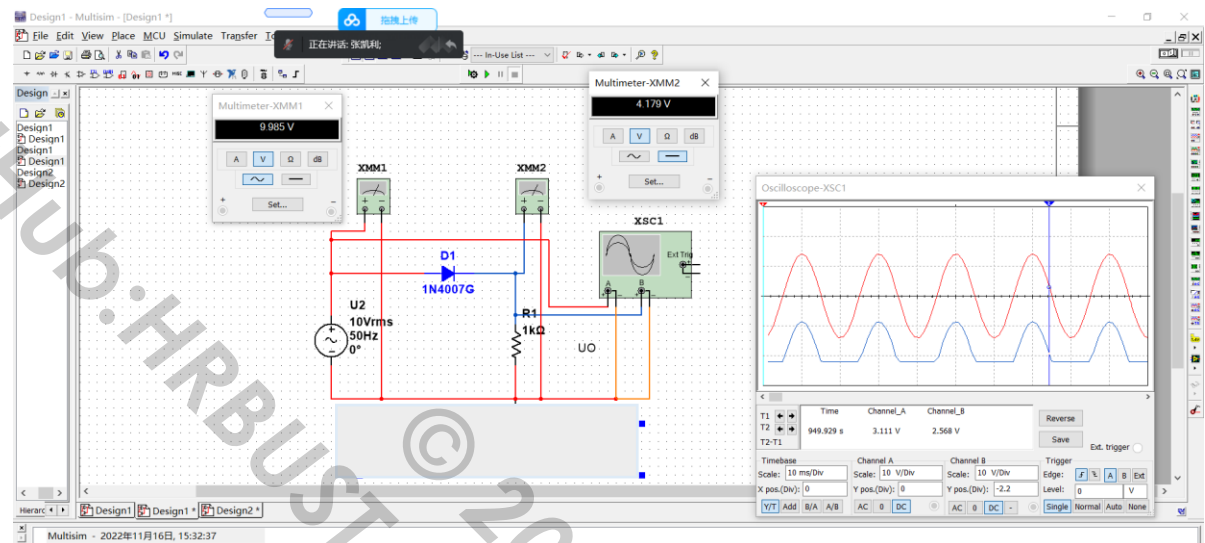 Design1 - Multisim - [Design1 *]
拖拽上传
File Edit View Place MCU Simulate Transfer
正在讲话: 张凯利;
--- In-Use List ---
Design
Design1
Design1
Design1
Design1
Design2
Design2
Multimeter-XMM1
9.985 V
A V Ω dB
+ Set... -
Multimeter-XMM2
4.179 V
A V Ω dB
+ Set... -
XMM1
XMM2
XSC1
Ext Trig
A B
D1
1N4007G
U2
10Vrms
50Hz
0°
R1
1kΩ
UO
Oscilloscope-XSC1
Time Channel_A Channel_B
T1
T2 949.929 s 3.111 V 2.568 V
T2-T1
Reverse
Save
Ext. trigger
Timebase Channel A Channel B Trigger
Scale: 10 ms/Div Scale: 10 V/Div Scale: 10 V/Div Edge: A B Ext
X pos.(Div): 0 Y pos.(Div): 0 Y pos.(Div): -2.2 Level: 0 V
Y/T Add B/A A/B AC 0 DC AC 0 DC - Single Normal Auto None
Hierarc Design1 Design1 * Design2 *
Multisim - 2022年11月16日, 15:32:37
Hub:HRBUST © 20